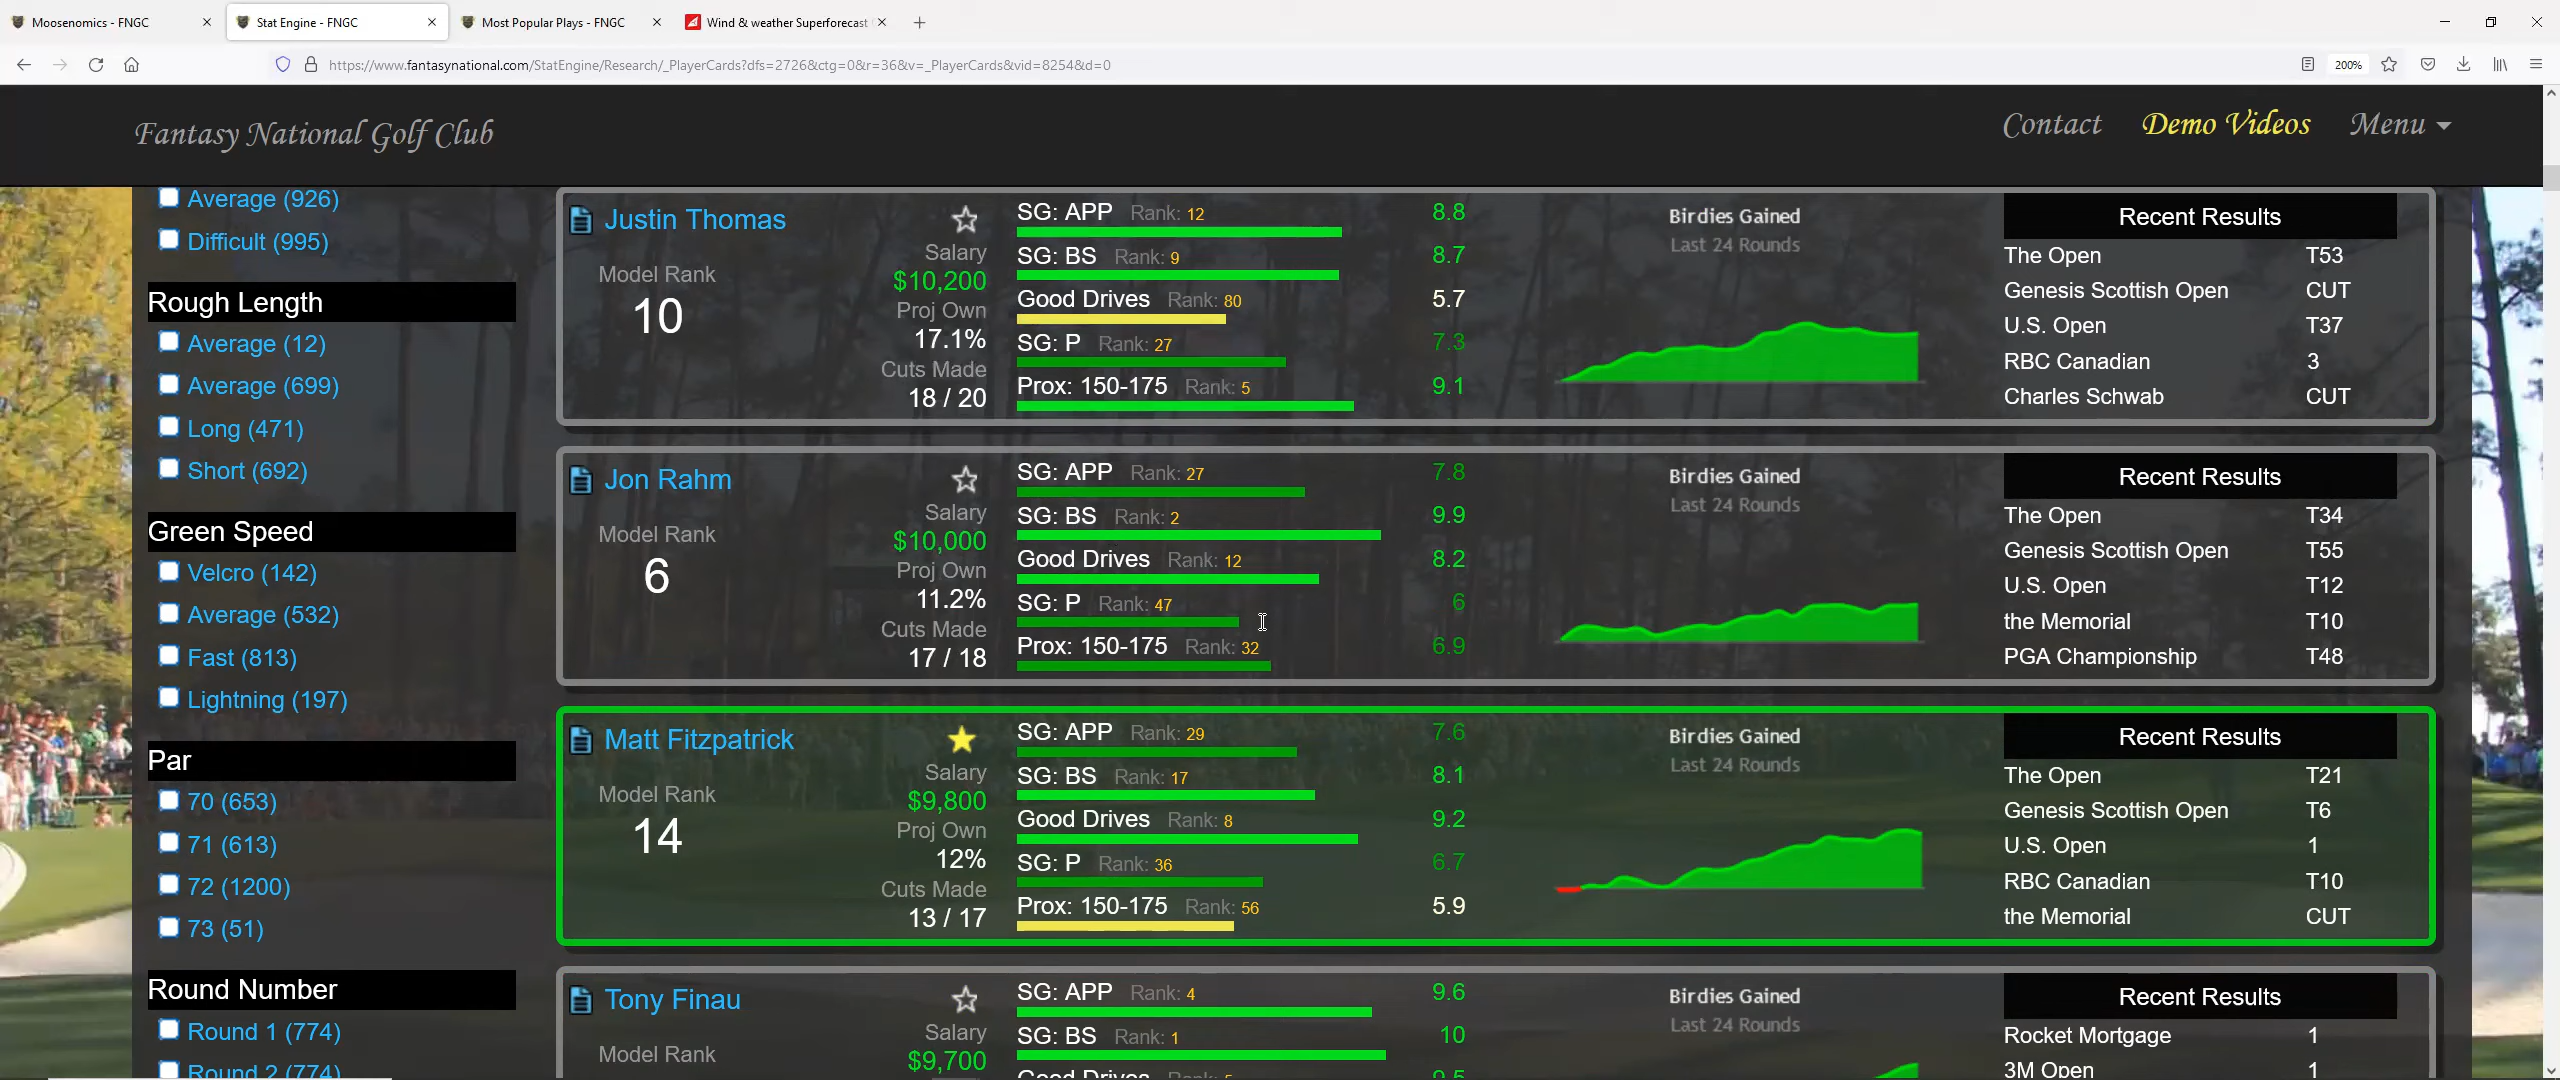 Moosenomics - FNGC
Stat Engine - FNGC
Most Popular Plays - FNGC
Wind & weather Superforecast
https://www.fantasynational.com/StatEngine/Research/_PlayerCards?dfs=2726&ctg=0&r=36&v=_PlayerCards&vid=8254&d=0
200%
Fantasy National Golf Club
Contact
Demo Videos
Menu
Average (926)
Difficult (995)
Rough Length
Average (12)
Average (699)
Long (471)
Short (692)
Green Speed
Velcro (142)
Average (532)
Fast (813)
Lightning (197)
Par
70 (653)
71 (613)
72 (1200)
73 (51)
Round Number
Round 1 (774)
Round 2 (774)
Justin Thomas
Model Rank
10
Salary
$10,200
Proj Own
17.1%
Cuts Made
18 / 20
SG: APP Rank: 12 8.8
SG: BS Rank: 9 8.7
Good Drives Rank: 80 5.7
SG: P Rank: 27 7.3
Prox: 150-175 Rank: 5 9.1
Birdies Gained
Last 24 Rounds
Recent Results
The Open T53
Genesis Scottish Open CUT
U.S. Open T37
RBC Canadian 3
Charles Schwab CUT
Jon Rahm
Model Rank
6
Salary
$10,000
Proj Own
11.2%
Cuts Made
17 / 18
SG: APP Rank: 27 7.8
SG: BS Rank: 2 9.9
Good Drives Rank: 12 8.2
SG: P Rank: 47 6
Prox: 150-175 Rank: 32 6.9
Birdies Gained
Last 24 Rounds
Recent Results
The Open T34
Genesis Scottish Open T55
U.S. Open T12
the Memorial T10
PGA Championship T48
Matt Fitzpatrick
Model Rank
14
Salary
$9,800
Proj Own
12%
Cuts Made
13 / 17
SG: APP Rank: 29 7.6
SG: BS Rank: 17 8.1
Good Drives Rank: 8 9.2
SG: P Rank: 36 6.7
Prox: 150-175 Rank: 56 5.9
Birdies Gained
Last 24 Rounds
Recent Results
The Open T21
Genesis Scottish Open T6
U.S. Open 1
RBC Canadian T10
the Memorial CUT
Tony Finau
Model Rank
Salary
$9,700
SG: APP Rank: 4 9.6
SG: BS Rank: 1 10
Good Drives Rank: 5 9.5
Birdies Gained
Last 24 Rounds
Recent Results
Rocket Mortgage 1
3M Open 1